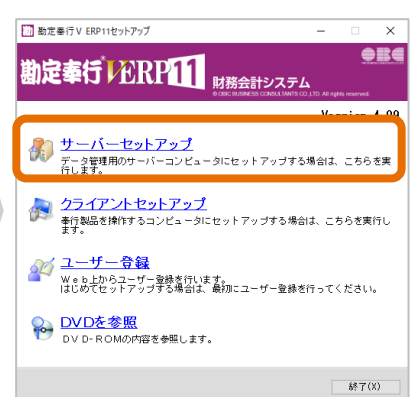 勘定奉行Ⅴ ERP11セットアップ
勘定奉行 V ERP11 財務会計システム
OBC
© OBIC BUSINESS CONSULTANTS CO.,LTD. All rights reserved.
サーバーセットアップ
データ管理用のサーバーコンピュータにセットアップする場合は、こちらを実
行します。
クライアントセットアップ
奉行製品を操作するコンピュータにセットアップする場合は、こちらを実行し
ます。
ユーザー登録
Ｗｅｂ上からユーザー登録を行います。
はじめてセットアップする場合は、最初にユーザー登録を行ってください。
DVDを参照
ＤＶＤ-ＲＯＭの内容を参照します。
終了(X)